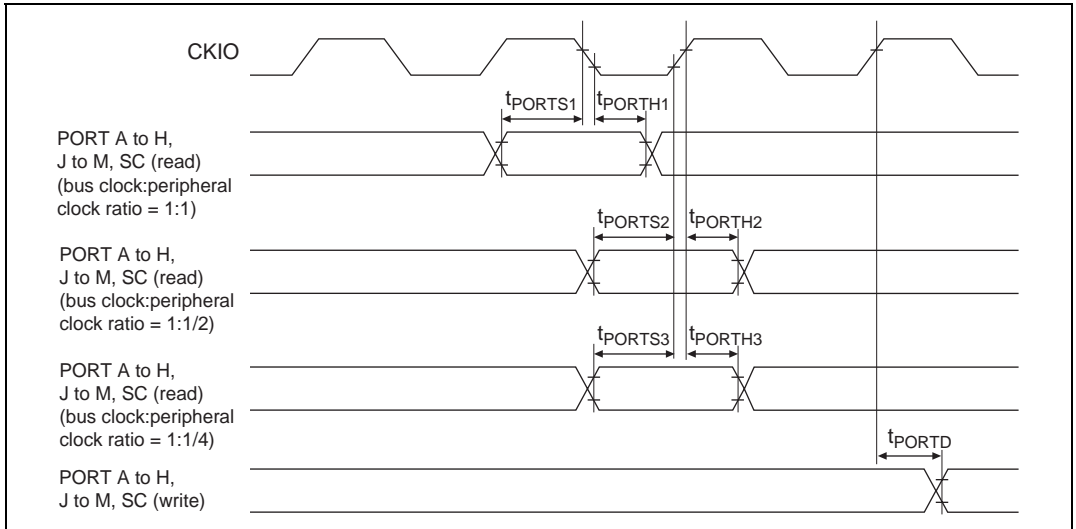 CKIO
tPORTS1 tPORTH1
PORT A to H,
J to M, SC (read)
(bus clock:peripheral
clock ratio = 1:1)
tPORTS2 tPORTH2
PORT A to H,
J to M, SC (read)
(bus clock:peripheral
clock ratio = 1:1/2)
tPORTS3 tPORTH3
PORT A to H,
J to M, SC (read)
(bus clock:peripheral
clock ratio = 1:1/4)
tPORTD
PORT A to H,
J to M, SC (write)